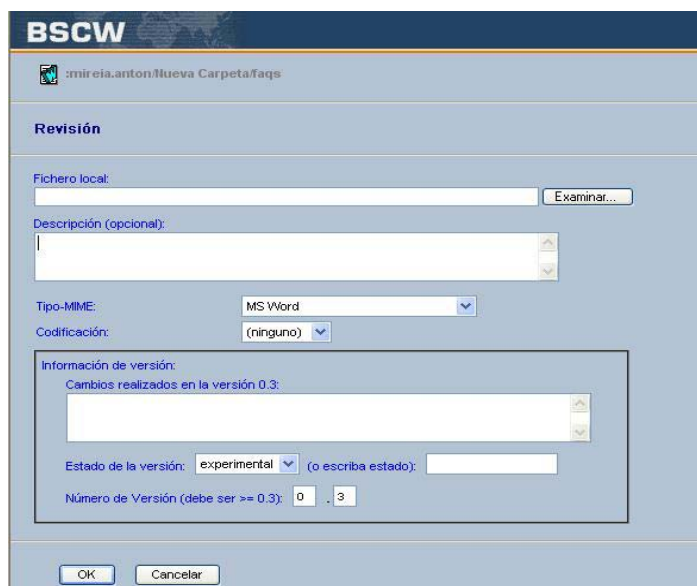 BSCW
:mireia.anton/Nueva Carpeta/faqs
Revisión
Fichero local:
Examinar...
Descripción (opcional):
Tipo-MIME: MS Word
Codificación: (ninguno)
Información de versión:
Cambios realizados en la versión 0.3:
Estado de la versión: experimental (o escriba estado):
Número de Versión (debe ser >= 0.3): 0 . 3
OK Cancelar